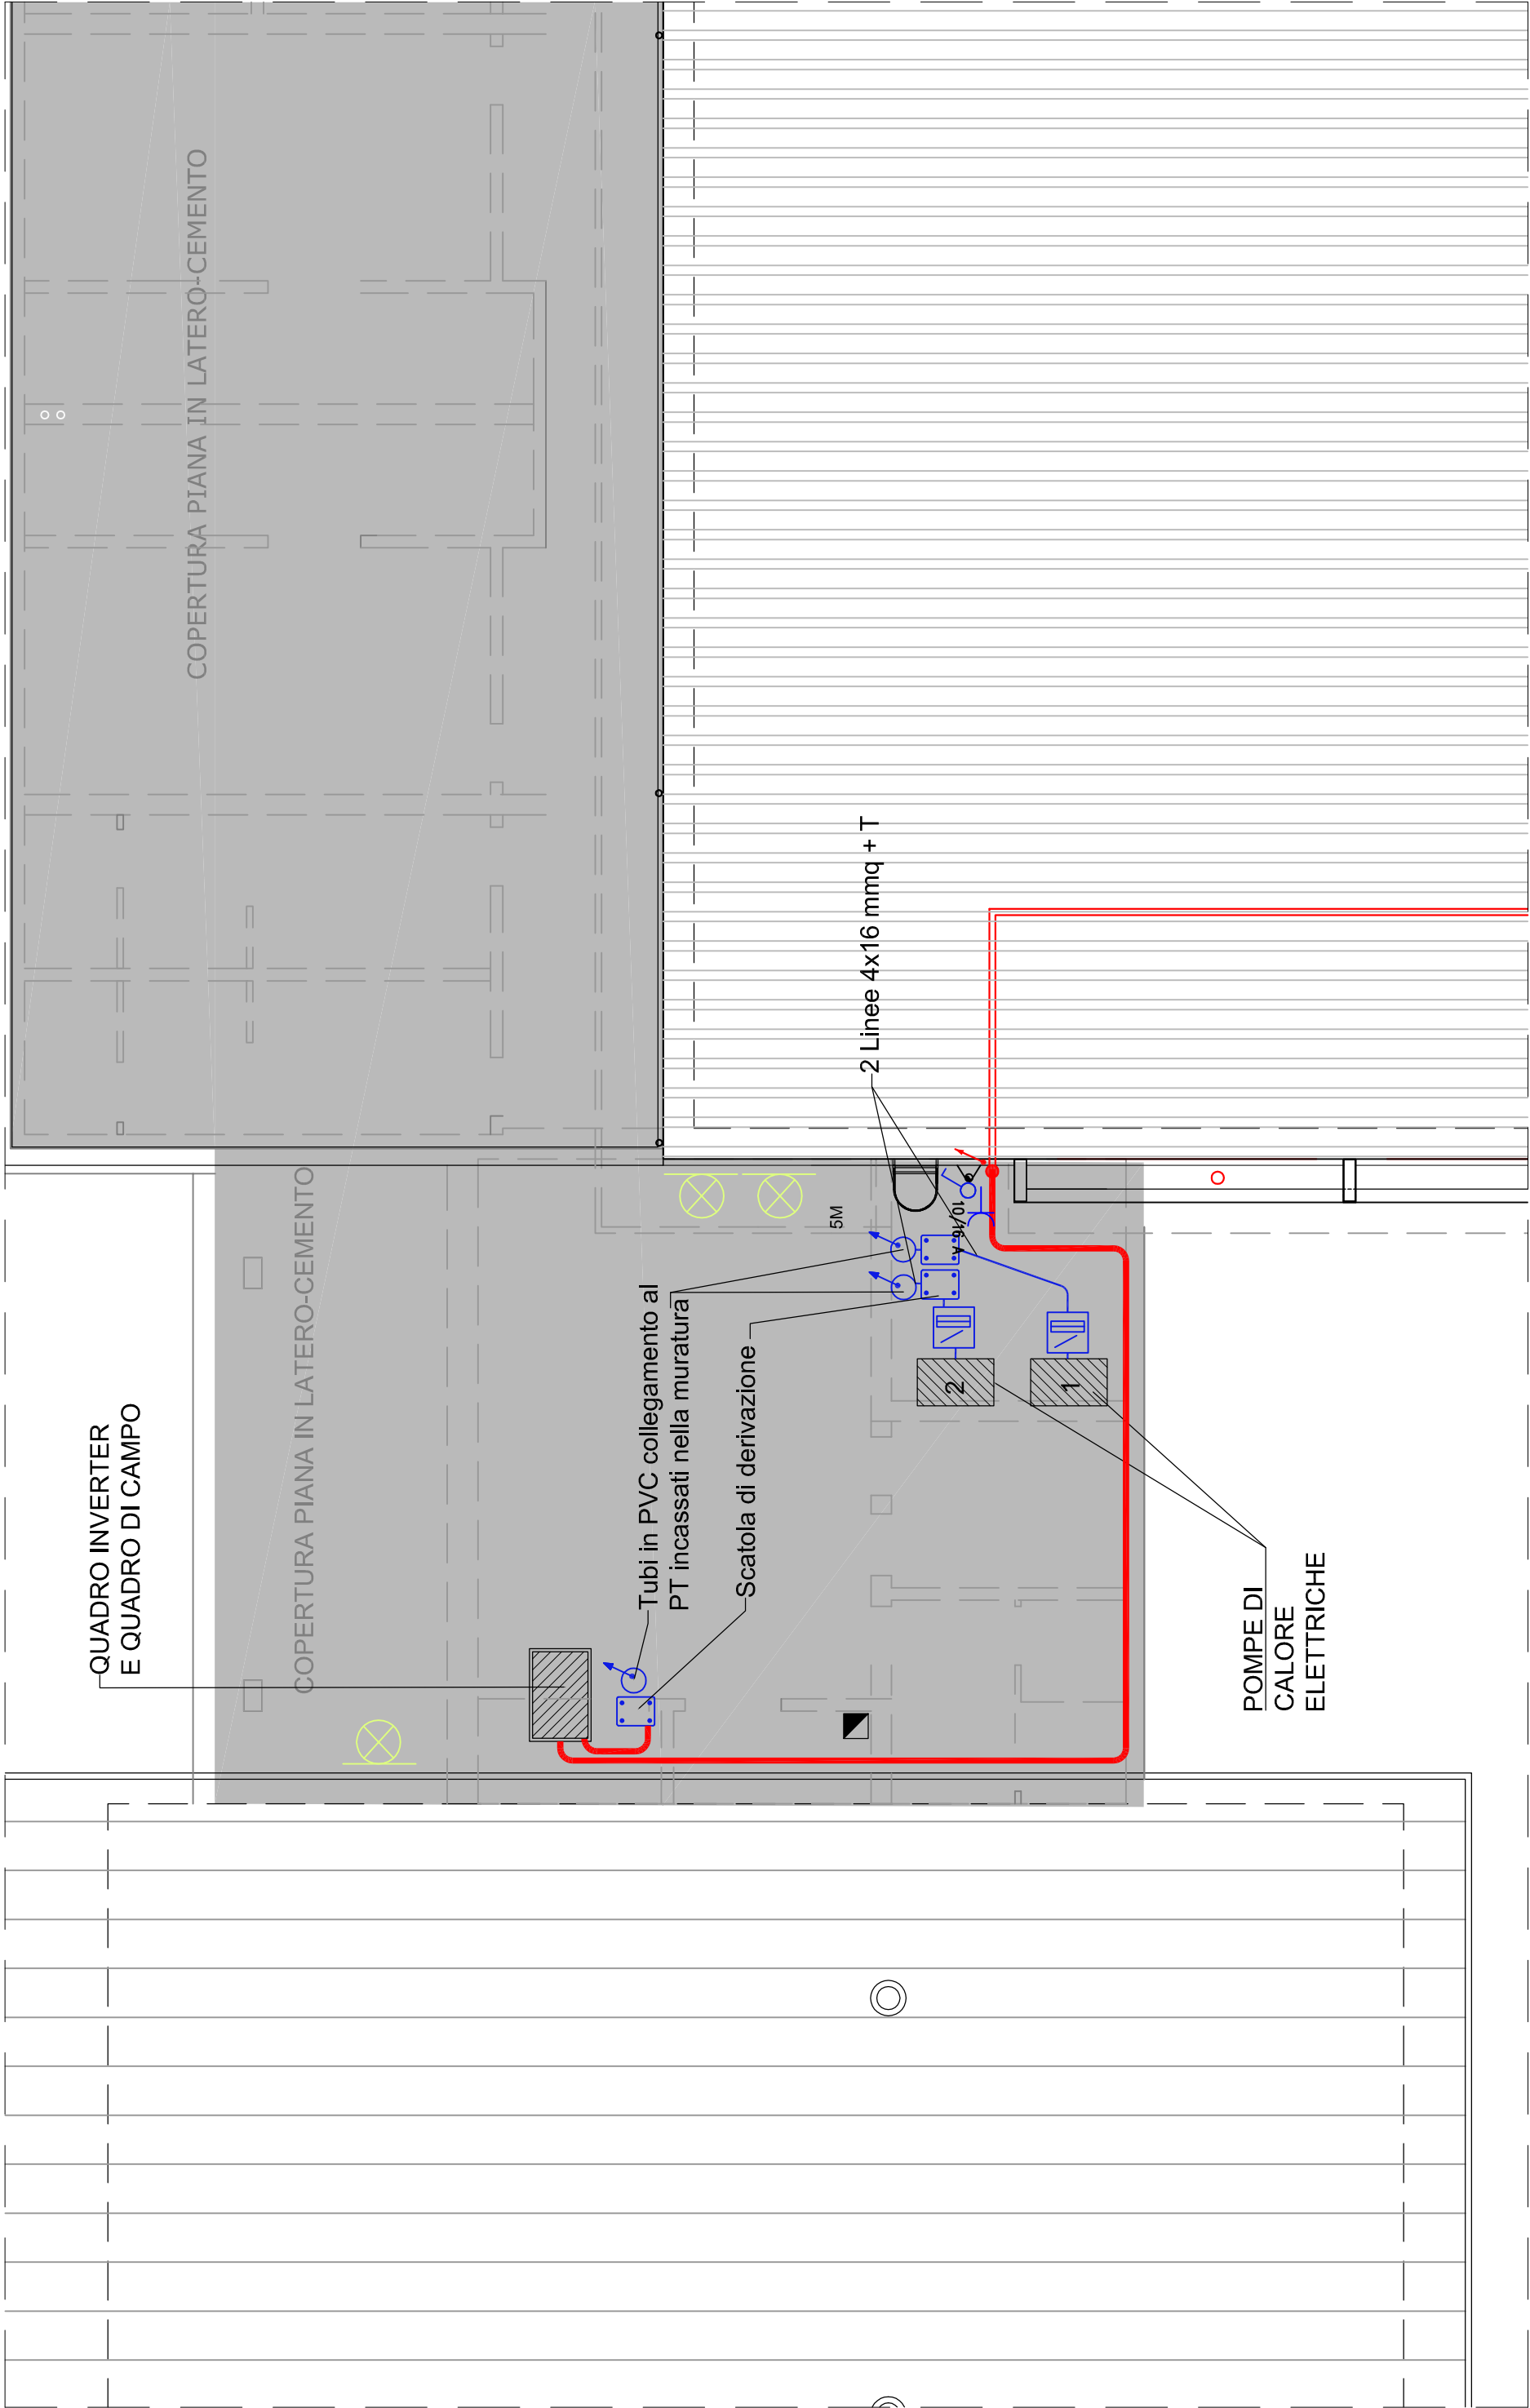 COPERTURA PIANA IN LATERO-CEMENTO
COPERTURA PIANA IN LATERO-CEMENTO
QUADRO INVERTER
E QUADRO DI CAMPO
Tubi in PVC collegamento al
PT incassati nella muratura
Scatola di derivazione
2 Linee 4x16 mmq + T
5M
10/16 A
2
1
POMPE DI
CALORE
ELETTRICHE